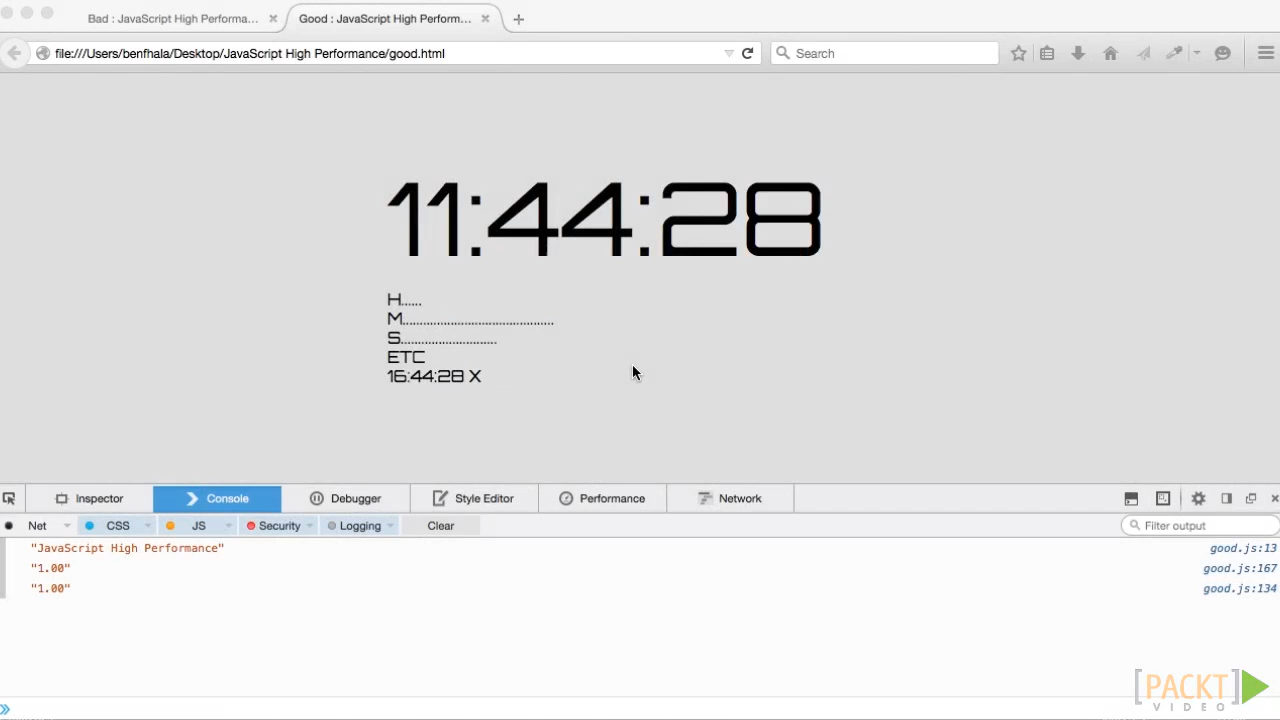 Bad : JavaScript High Performa... Good : JavaScript High Perform...
file:///Users/benfhala/Desktop/JavaScript High Performance/good.html Search
11:44:28
H......
M............................................
S............................
ETC
16:44:28 X
Inspector Console Debugger Style Editor Performance Network
Net CSS JS Security Logging Clear Filter output
"JavaScript High Performance" good.js:13
"1.00" good.js:167
"1.00" good.js:134
[PACKT]
VIDEO